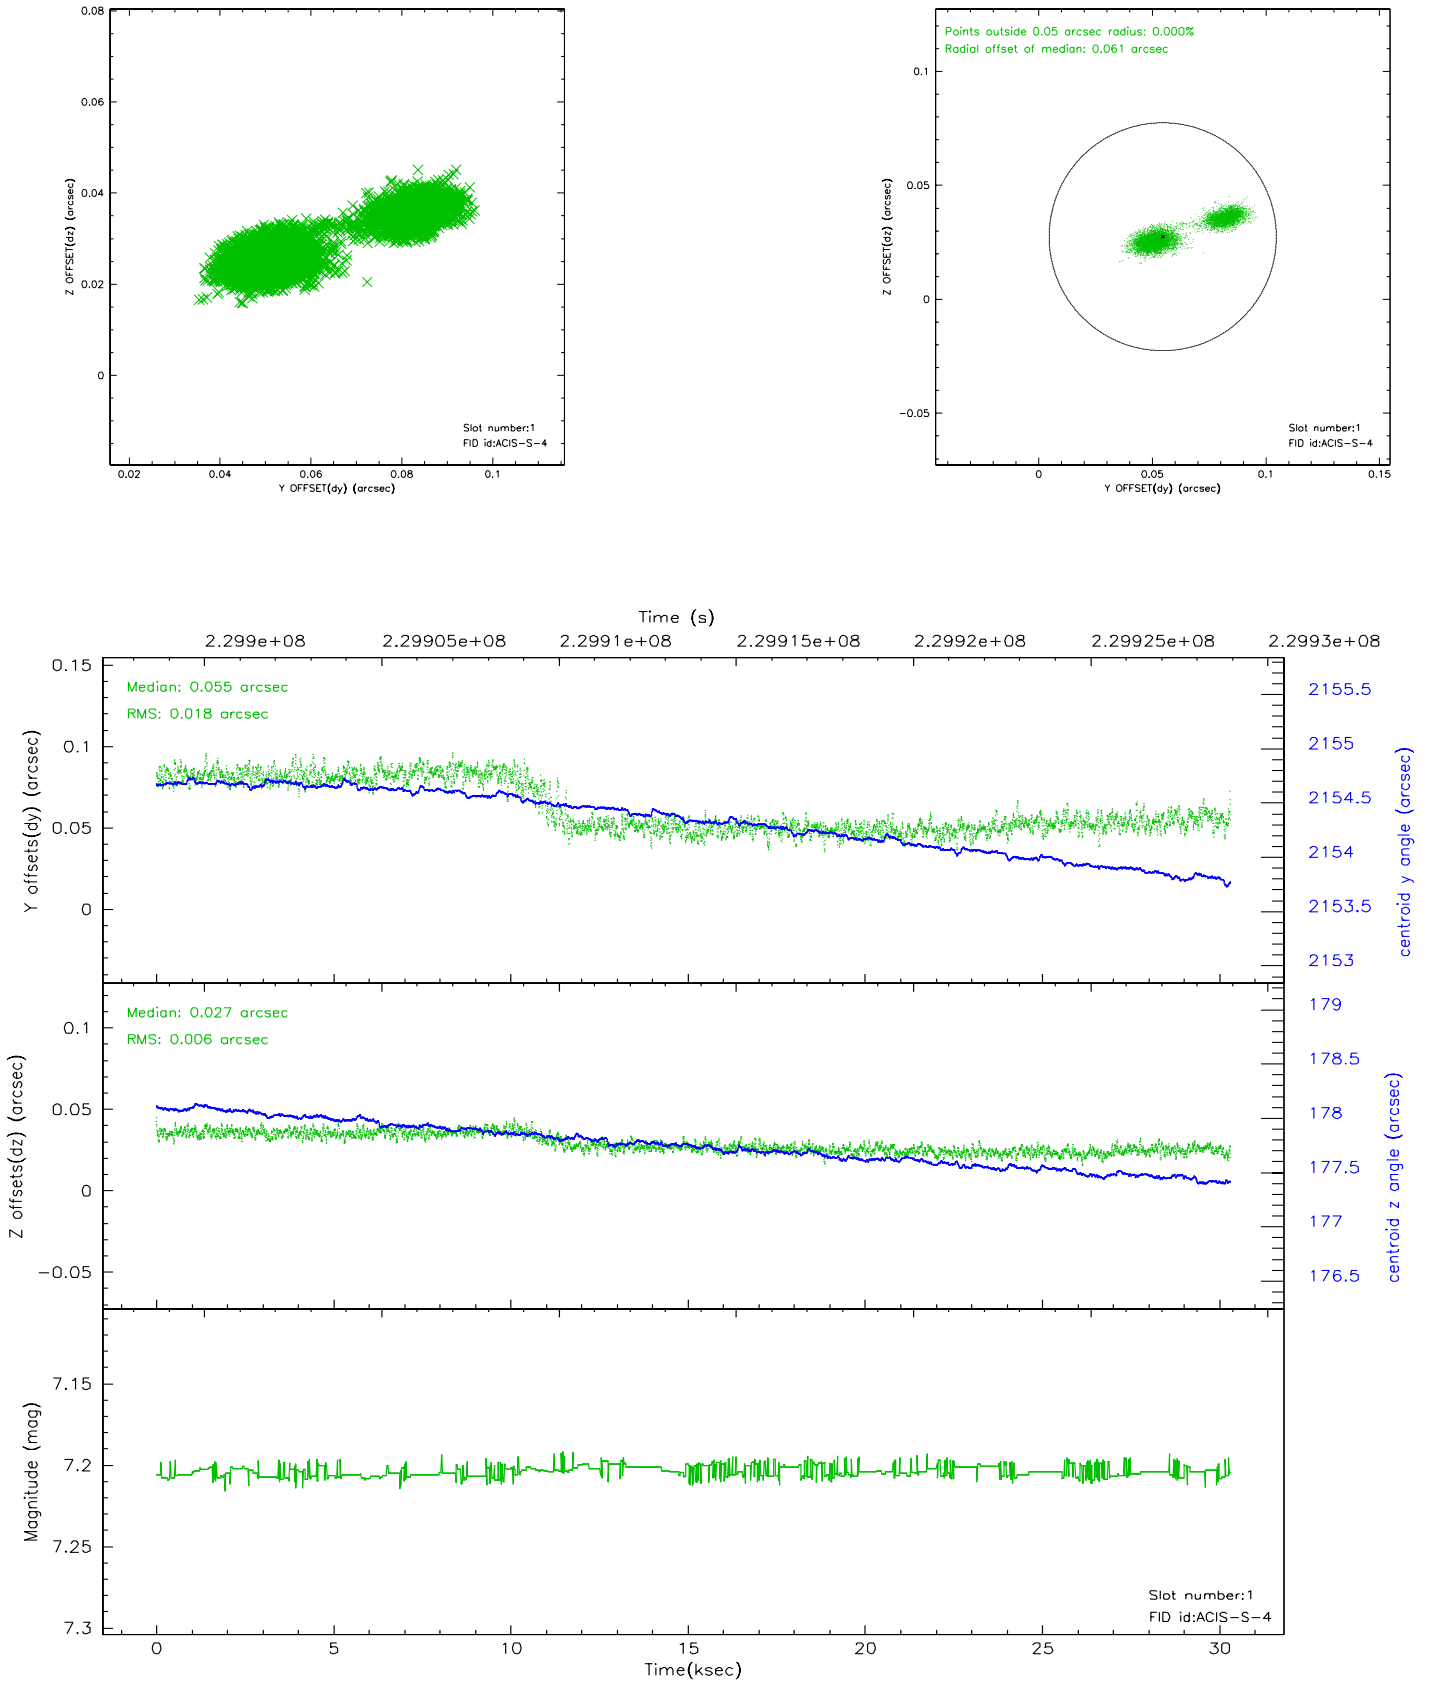 0.08
0.06
0.04
0.02
0
Z OFFSET(dz) (arcsec)
Slot number:1
FID id:ACIS-S-4
0.02 0.04 0.06 0.08 0.1
Y OFFSET(dy) (arcsec)
Points outside 0.05 arcsec radius: 0.000%
Radial offset of median: 0.061 arcsec
0.1
0.05
0
-0.05
Z OFFSET(dz) (arcsec)
Slot number:1
FID id:ACIS-S-4
0 0.05 0.1 0.15
Y OFFSET(dy) (arcsec)
Time (s)
2.299e+08 2.29905e+08 2.2991e+08 2.29915e+08 2.2992e+08 2.29925e+08 2.2993e+08
0.15
0.1
0.05
0
Y offsets(dy) (arcsec)
Median: 0.055 arcsec
RMS: 0.018 arcsec
2155.5
2155
2154.5
2154
2153.5
2153
centroid y angle (arcsec)
0.1
0.05
0
-0.05
Z offsets(dz) (arcsec)
Median: 0.027 arcsec
RMS: 0.006 arcsec
179
178.5
178
177.5
177
176.5
centroid z angle (arcsec)
7.15
7.2
7.25
7.3
Magnitude (mag)
Slot number:1
FID id:ACIS-S-4
0 5 10 15 20 25 30
Time(ksec)